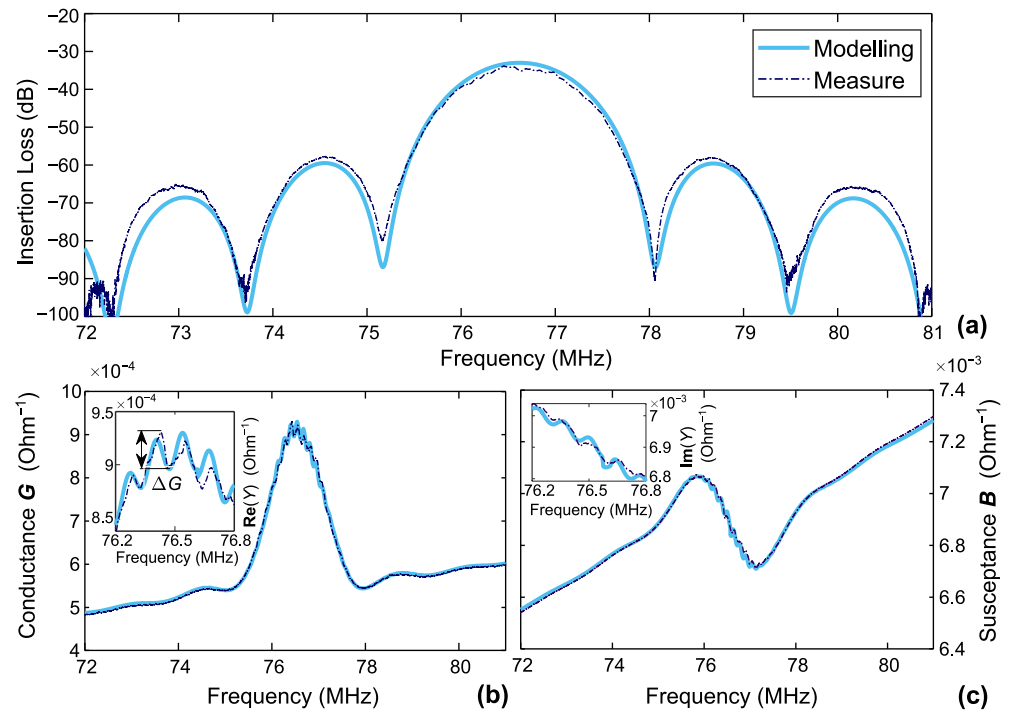 −20
−30
−40
−50
−60
−70
−80
−90
−100
Insertion Loss (dB)
Modelling
Measure
72 73 74 75 76 77 78 79 80 81
Frequency (MHz)
(a)
×10⁻⁴
10
9
8
7
6
5
4
Conductance G (Ohm⁻¹)
×10⁻⁴
9.5
9
8.5
ΔG
76.2 76.5 76.8
Frequency (MHz)
Re(Y) (Ohm⁻¹)
72 74 76 78 80
Frequency (MHz)
(b)
×10⁻³
7.4
7.2
7
6.8
6.6
6.4
Susceptance B (Ohm⁻¹)
×10⁻³
7
6.9
6.8
76.2 76.5 76.8
Frequency (MHz)
Im(Y)
(Ohm⁻¹)
72 74 76 78 80
Frequency (MHz)
(c)